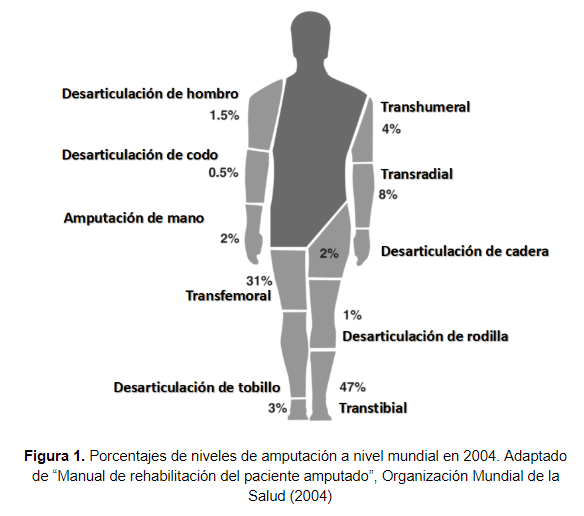 Desarticulación de hombro
1.5%
Desarticulación de codo
0.5%
Amputación de mano
2%
31%
Transfemoral
Desarticulación de tobillo
3%
Transhumeral
4%
Transradial
8%
Desarticulación de cadera
2%
1%
Desarticulación de rodilla
47%
Transtibial
Figura 1. Porcentajes de niveles de amputación a nivel mundial en 2004. Adaptado
de “Manual de rehabilitación del paciente amputado”, Organización Mundial de la
Salud (2004)